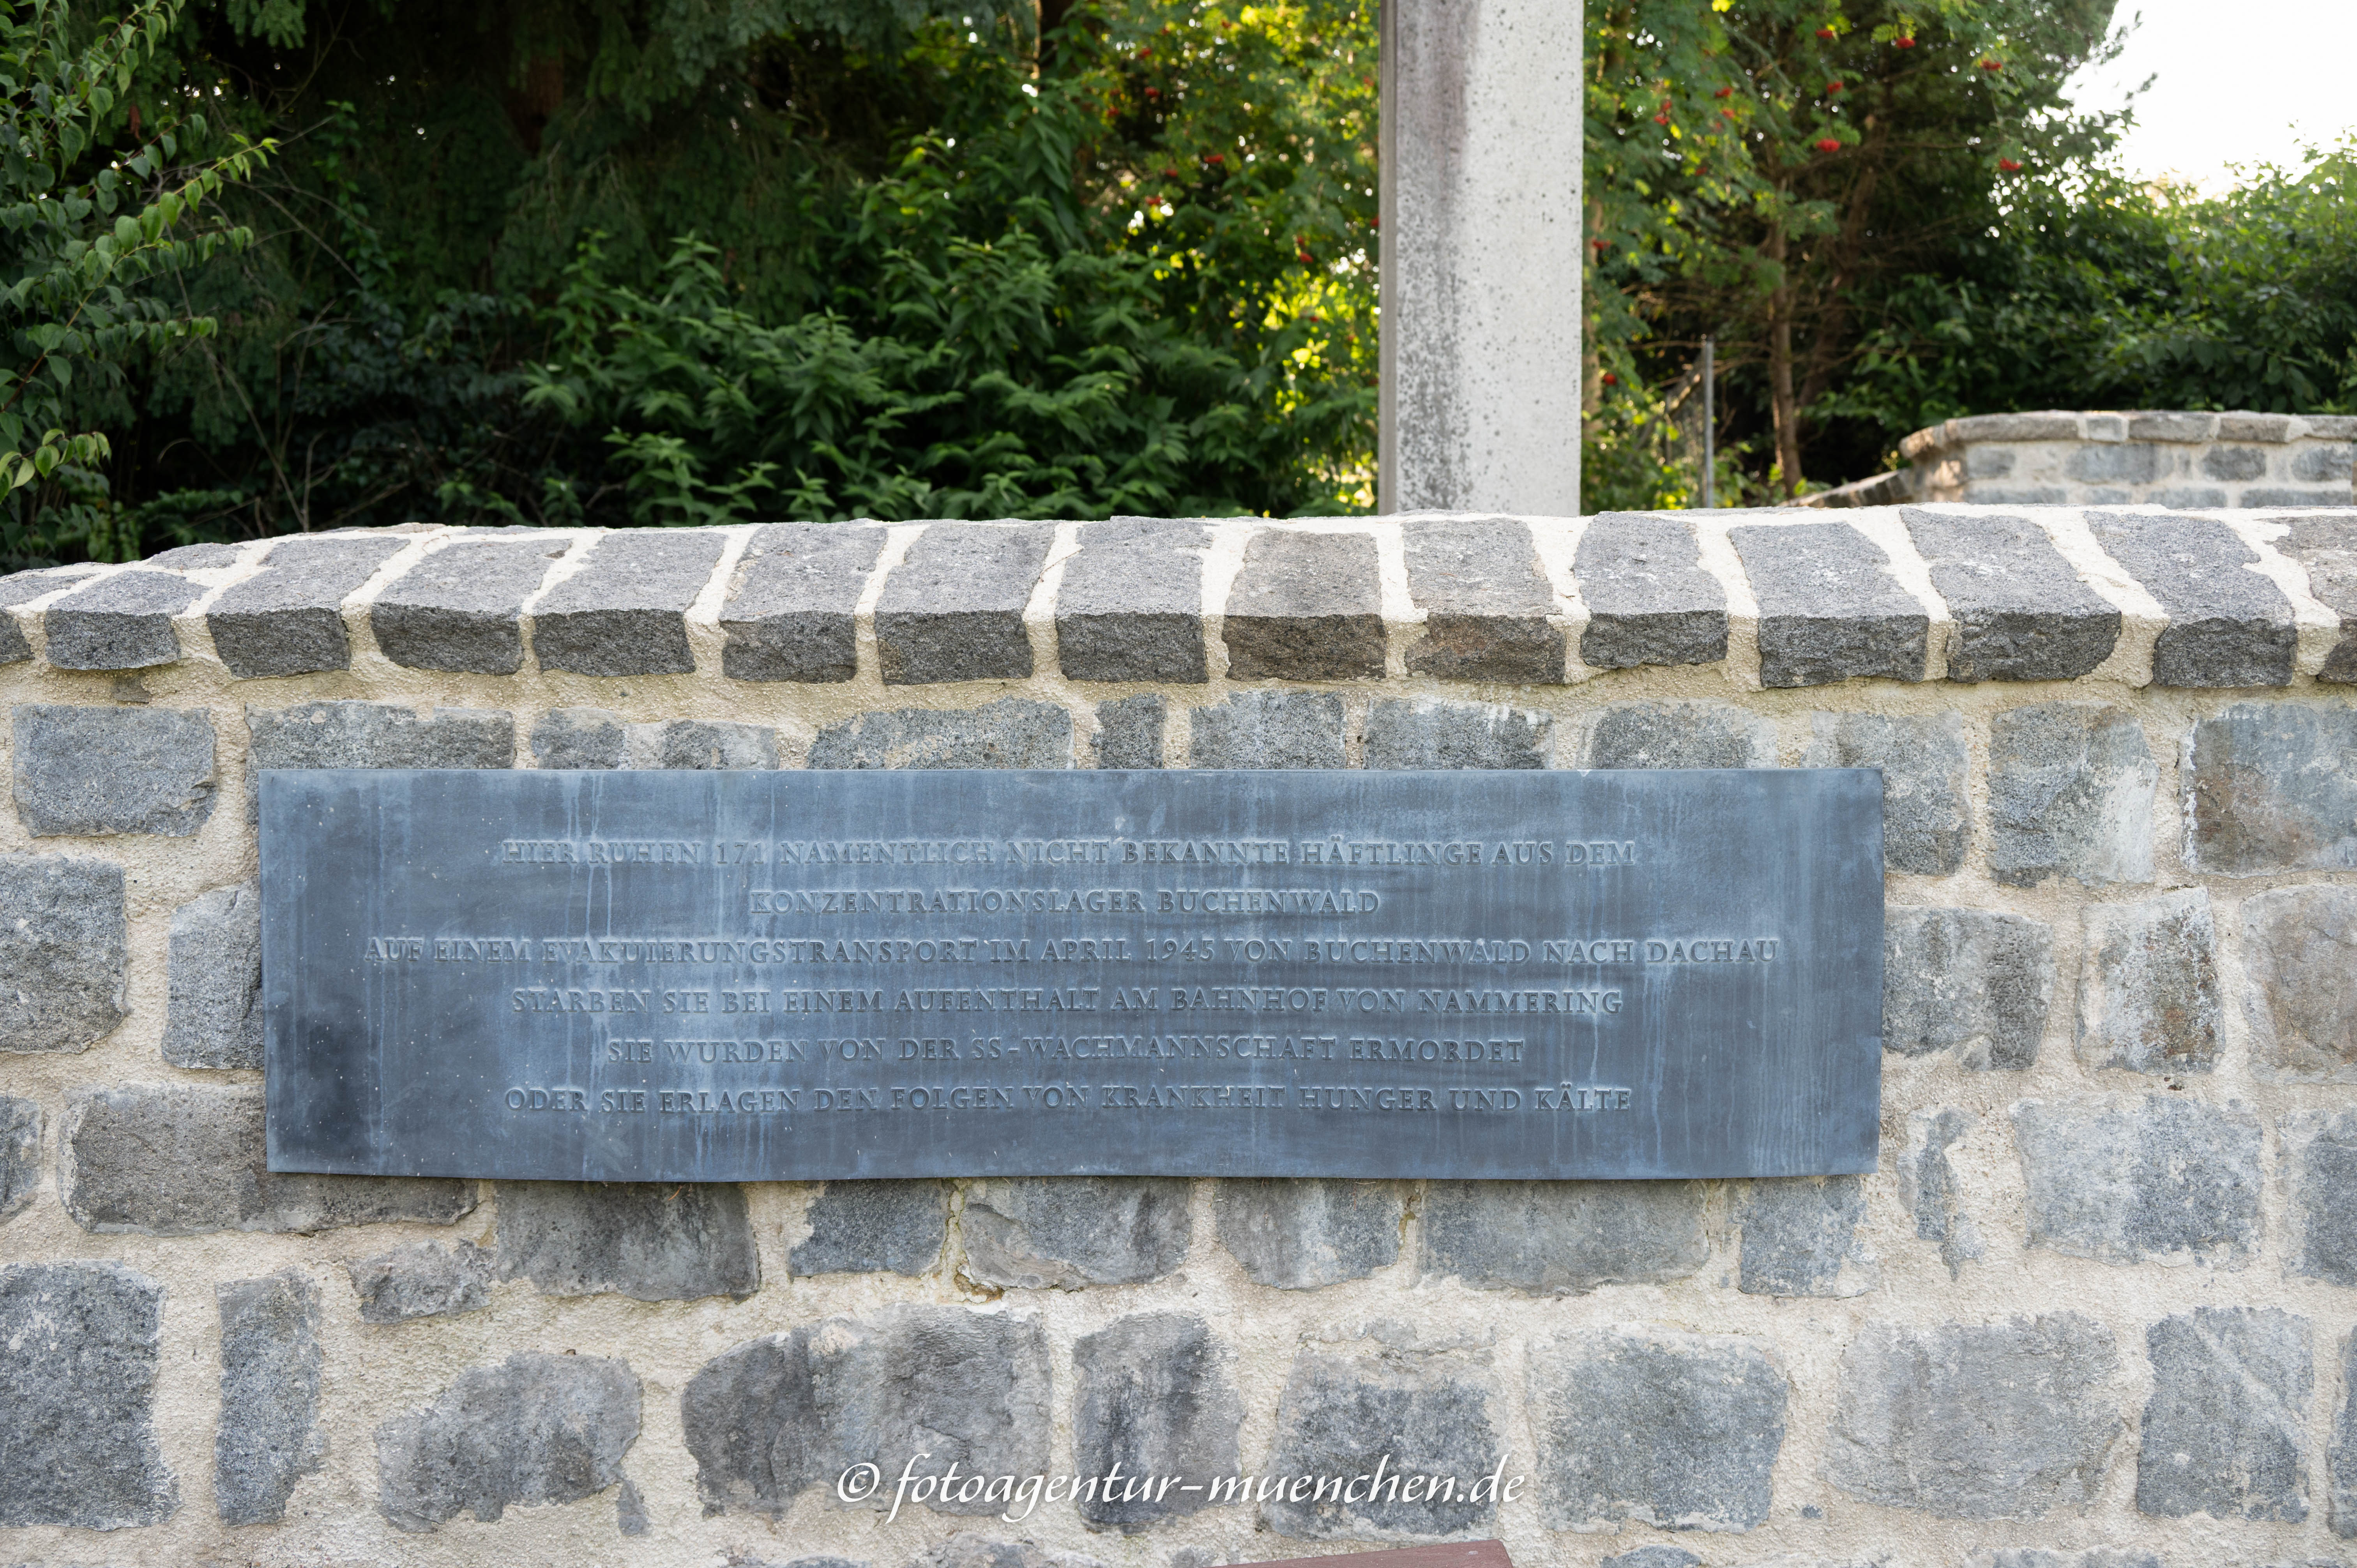 HIER RUHEN 171 NAMENTLICH NICHT BEKANNTE HÄFTLINGE AUS DEM
KONZENTRATIONSLAGER BUCHENWALD
AUF EINEM EVAKUIERUNGSTRANSPORT IM APRIL 1945 VON BUCHENWALD NACH DACHAU
STARBEN SIE BEI EINEM AUFENTHALT AM BAHNHOF VON NAMMERING
SIE WURDEN VON DER SS-WACHMANNSCHAFT ERMORDET
ODER SIE ERLAGEN DEN FOLGEN VON KRANKHEIT HUNGER UND KÄLTE
© fotoagentur-muenchen.de